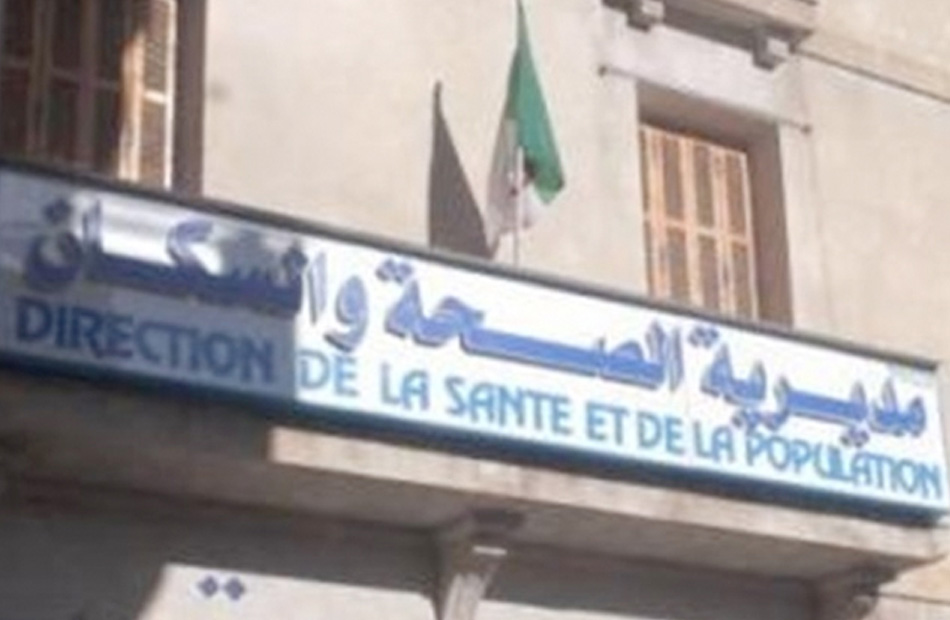 مديرية الصحة والسكان
DIRECTION DE LA SANTE ET DE LA POPULATION